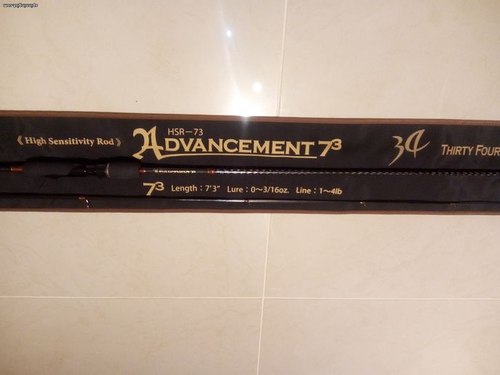 《 High Sensitivity Rod 》
HSR-73
ADVANCEMENT 7³
34 THIRTY FOUR
7³ Length : 7'3" Lure : 0~3/16oz. Line : 1~4lb